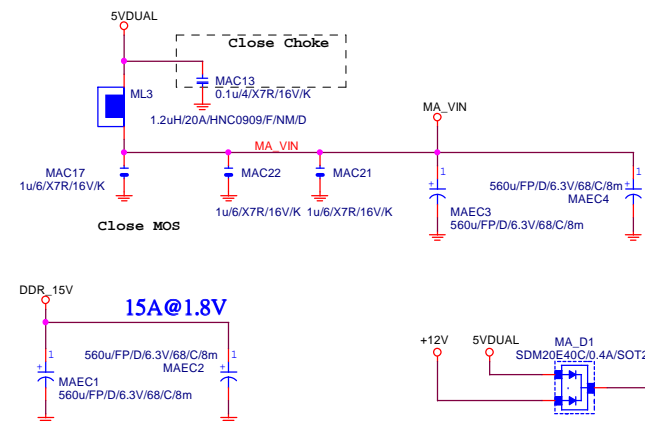 5VDUAL
Close Choke
MAC13
0.1u/4/X7R/16V/K
ML3
1.2uH/20A/HNC0909/F/NM/D
MA_VIN
MA_VIN
MAC17
1u/6/X7R/16V/K
MAC22
MAC21
1
560u/FP/D/6.3V/68/C/8m
1
+
+
MAEC4
1u/6/X7R/16V/K
1u/6/X7R/16V/K
MAEC3
560u/FP/D/6.3V/68/C/8m
Close MOS
DDR_15V
15A@1.8V
+12V
5VDUAL
MA_D1
SDM20E40C/0.4A/SOT2
1
560u/FP/D/6.3V/68/C/8m
1
+
MAEC2
+
MAEC1
560u/FP/D/6.3V/68/C/8m